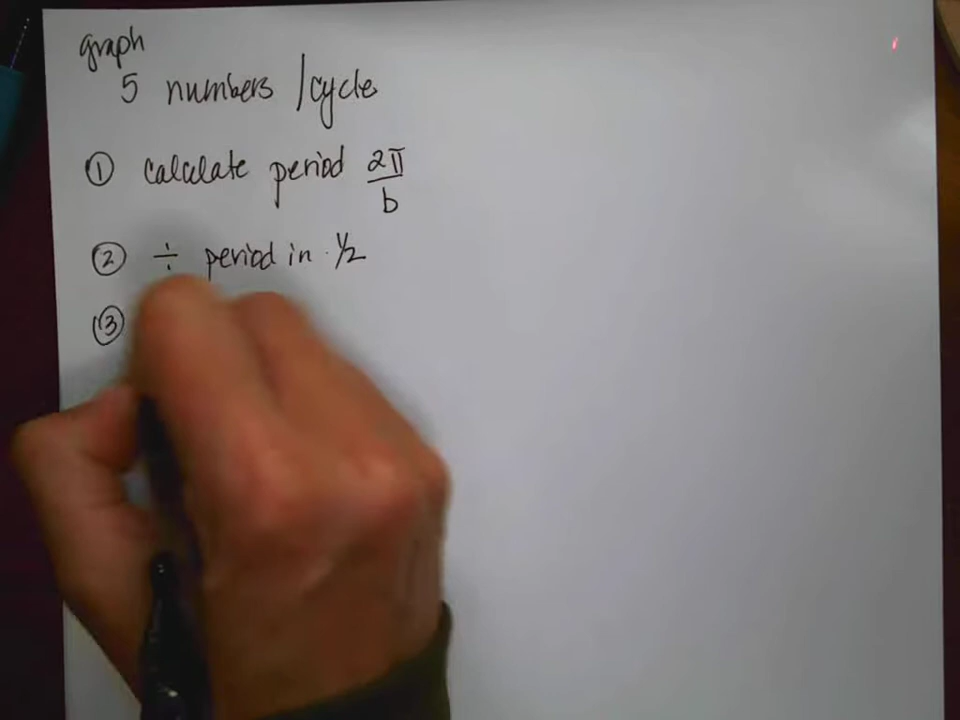 graph
5 numbers /cycle
① calculate period 2π/b
② ÷ period in 1/2
③